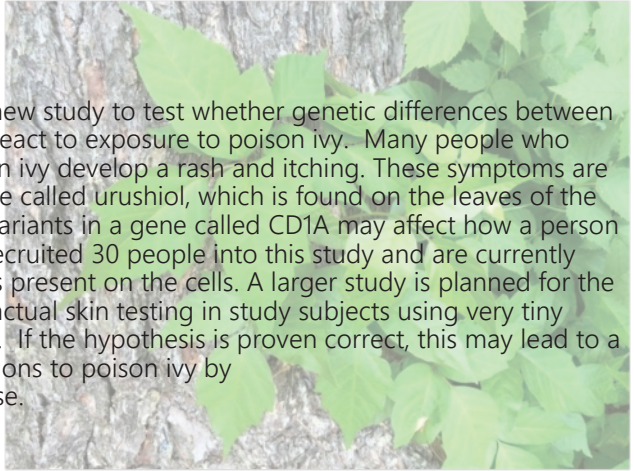 new study to test whether genetic differences between
react to exposure to poison ivy.  Many people who
n ivy develop a rash and itching. These symptoms are
e called urushiol, which is found on the leaves of the
ariants in a gene called CD1A may affect how a person
ecruited 30 people into this study and are currently
s present on the cells. A larger study is planned for the
ctual skin testing in study subjects using very tiny
. If the hypothesis is proven correct, this may lead to a
ons to poison ivy by
se.